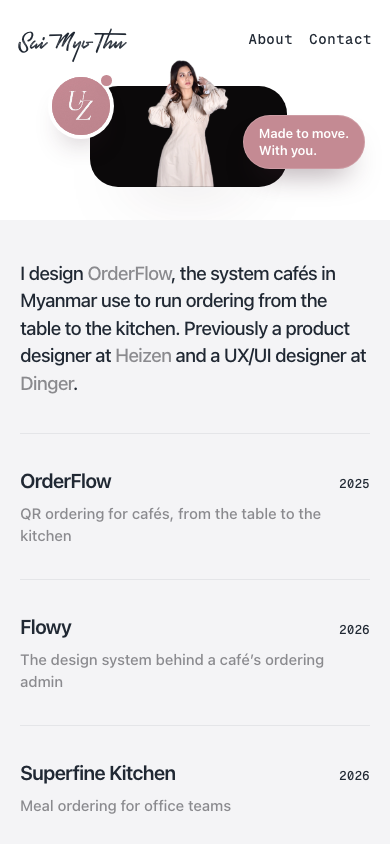 Sai Myo Thu
About Contact
UZ
Made to move.
With you.
I design OrderFlow, the system cafés in
Myanmar use to run ordering from the
table to the kitchen. Previously a product
designer at Heizen and a UX/UI designer at
Dinger.
OrderFlow 2025
QR ordering for cafés, from the table to the
kitchen
Flowy 2026
The design system behind a café’s ordering
admin
Superfine Kitchen 2026
Meal ordering for office teams